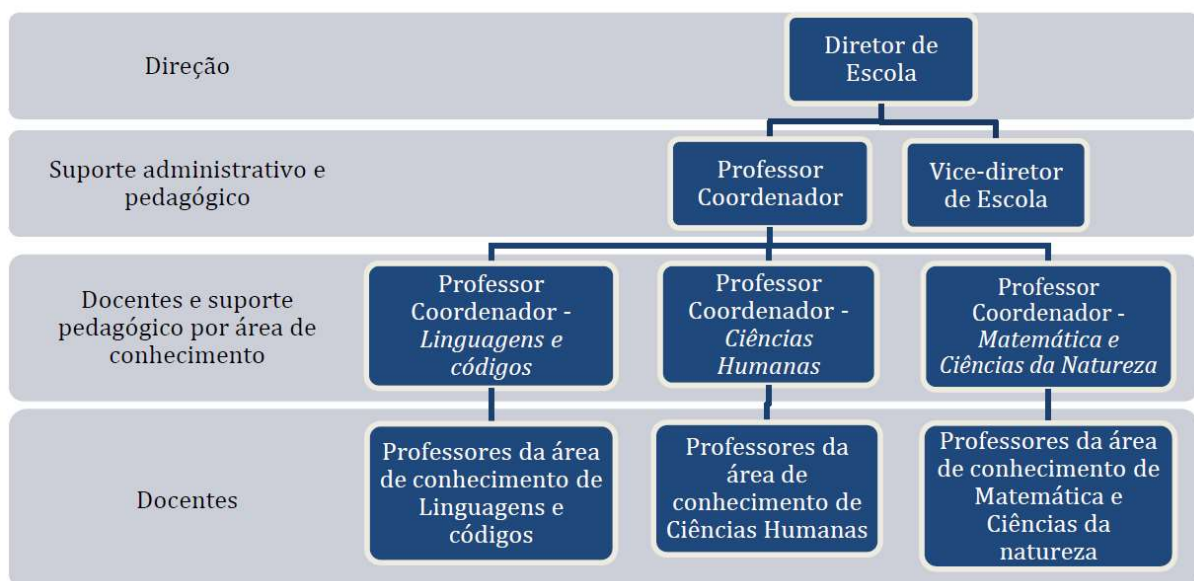 Direção
Diretor de
Escola
Suporte administrativo e
pedagógico
Professor
Coordenador
Vice-diretor
de Escola
Docentes e suporte
pedagógico por área de
conhecimento
Professor
Coordenador -
Linguagens e
códigos
Professor
Coordenador -
Ciências
Humanas
Professor
Coordenador -
Matemática e
Ciências da Natureza
Docentes
Professores da área
de conhecimento de
Linguagens e
códigos
Professores da
área de
conhecimento de
Ciências Humanas
Professores da área
de conhecimento de
Matemática e
Ciências da
natureza